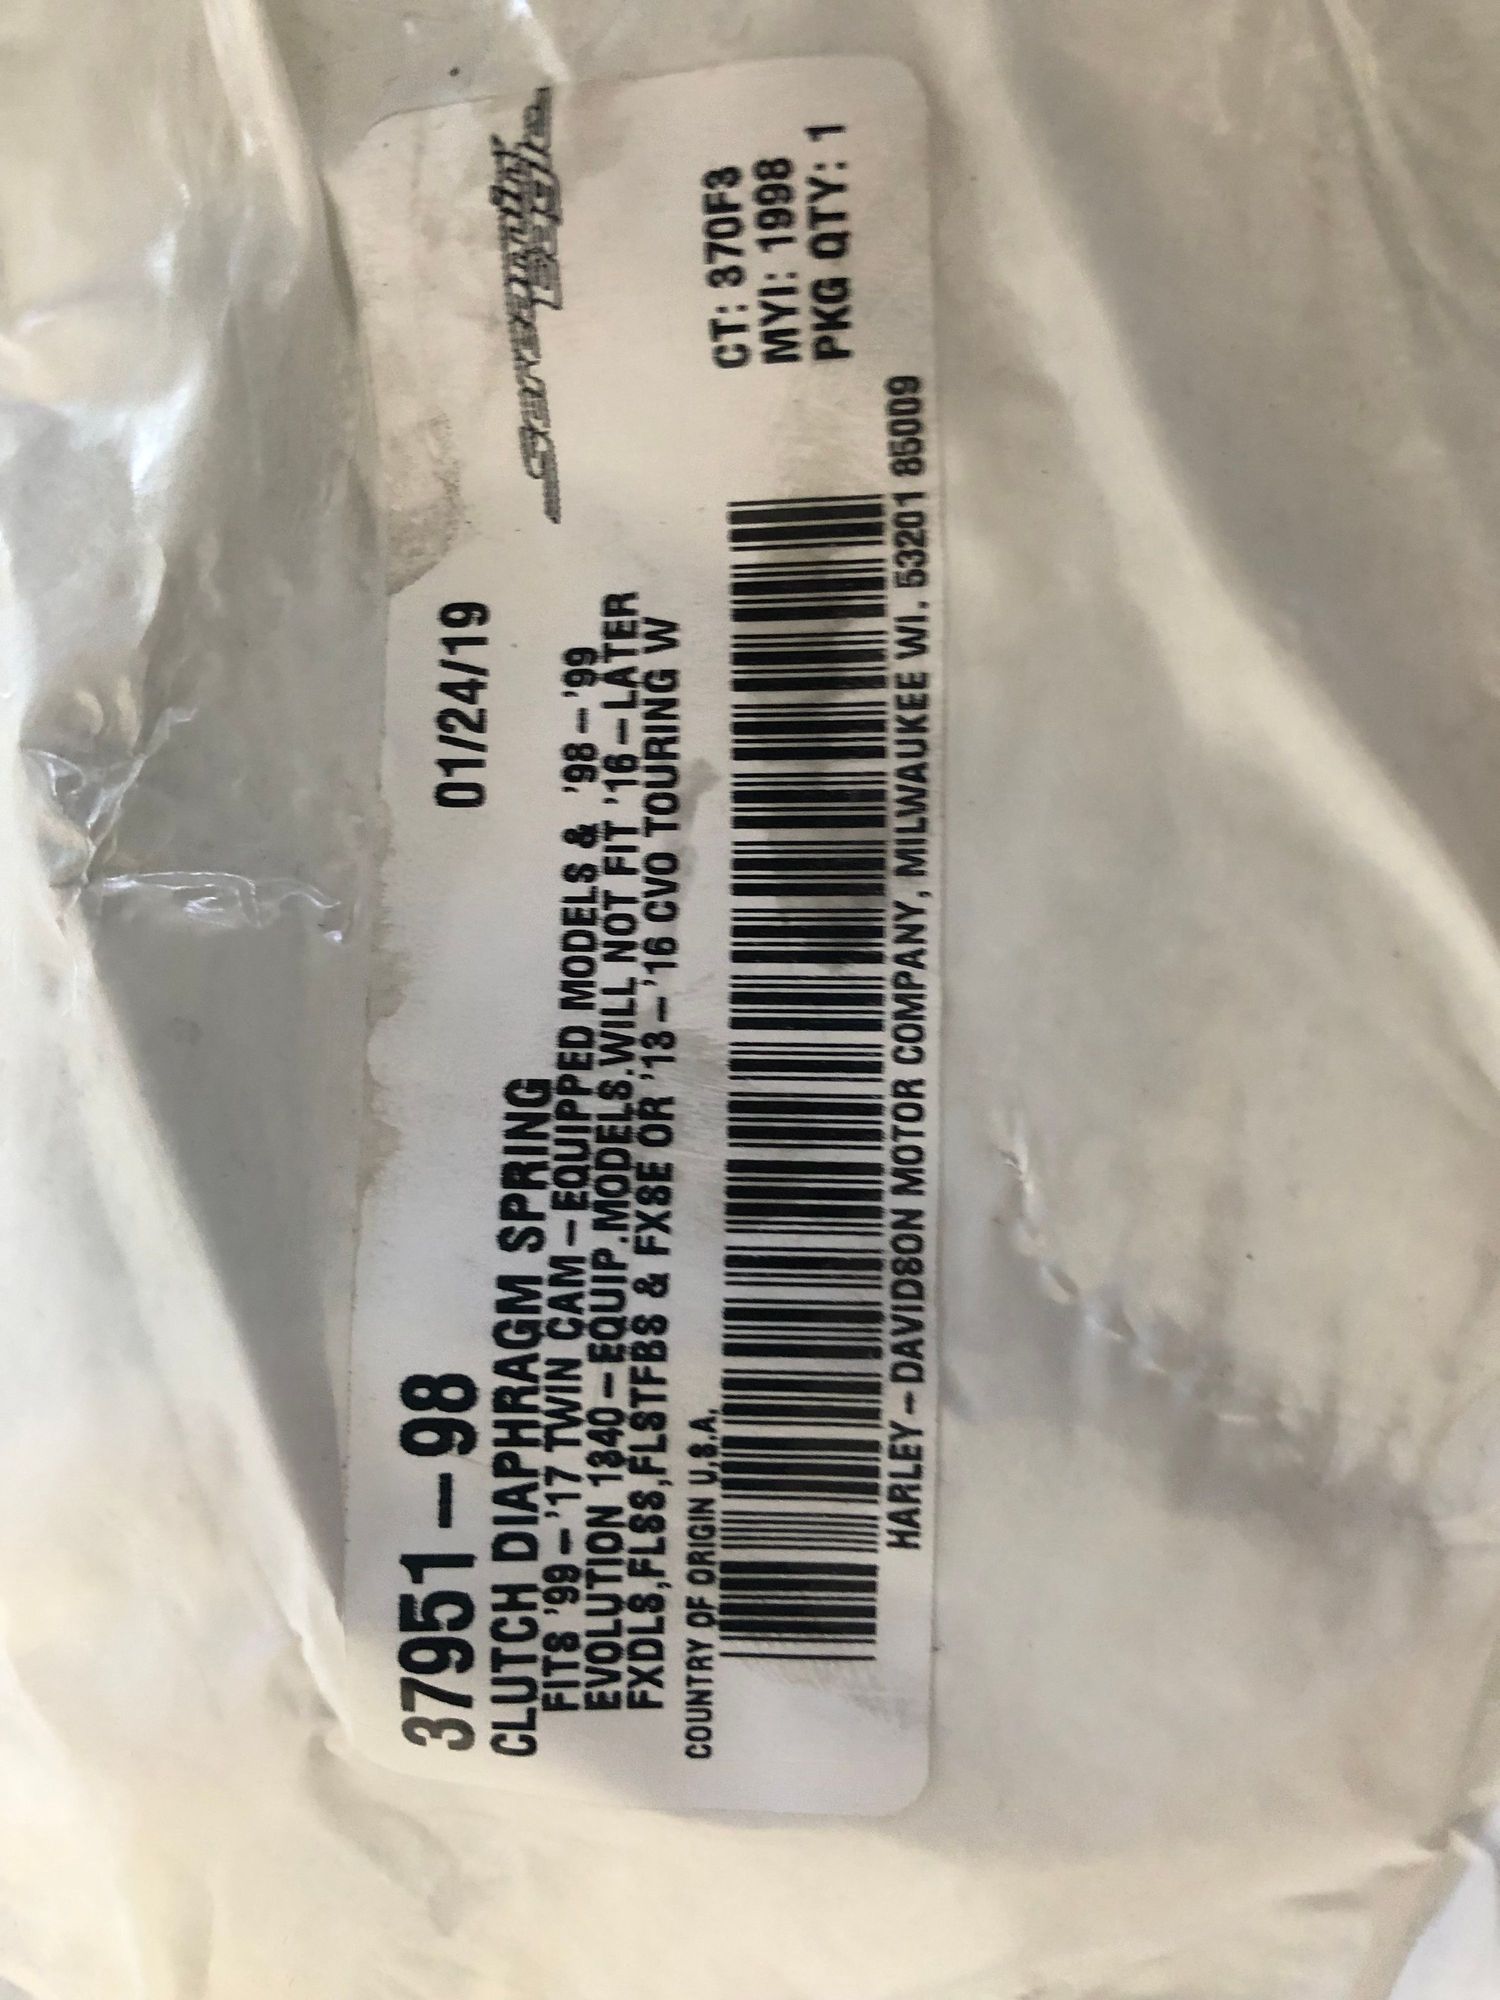 37951-98
01/24/19
Screamin'
Eagle
CLUTCH DIAPHRAGM SPRING
FITS '99-'17 TWIN CAM-EQUIPPED MODELS & '98-'99
EVOLUTION 1340-EQUIP.MODELS.WILL NOT FIT '16-LATER
FXDLS,FLSS,FLSTFBS & FXSE OR '13-'16 CVO TOURING W
COUNTRY OF ORIGIN U.S.A.
CT: 370F3
MYI: 1998
PKG QTY: 1
HARLEY-DAVIDSON MOTOR COMPANY, MILWAUKEE WI. 53201 85009